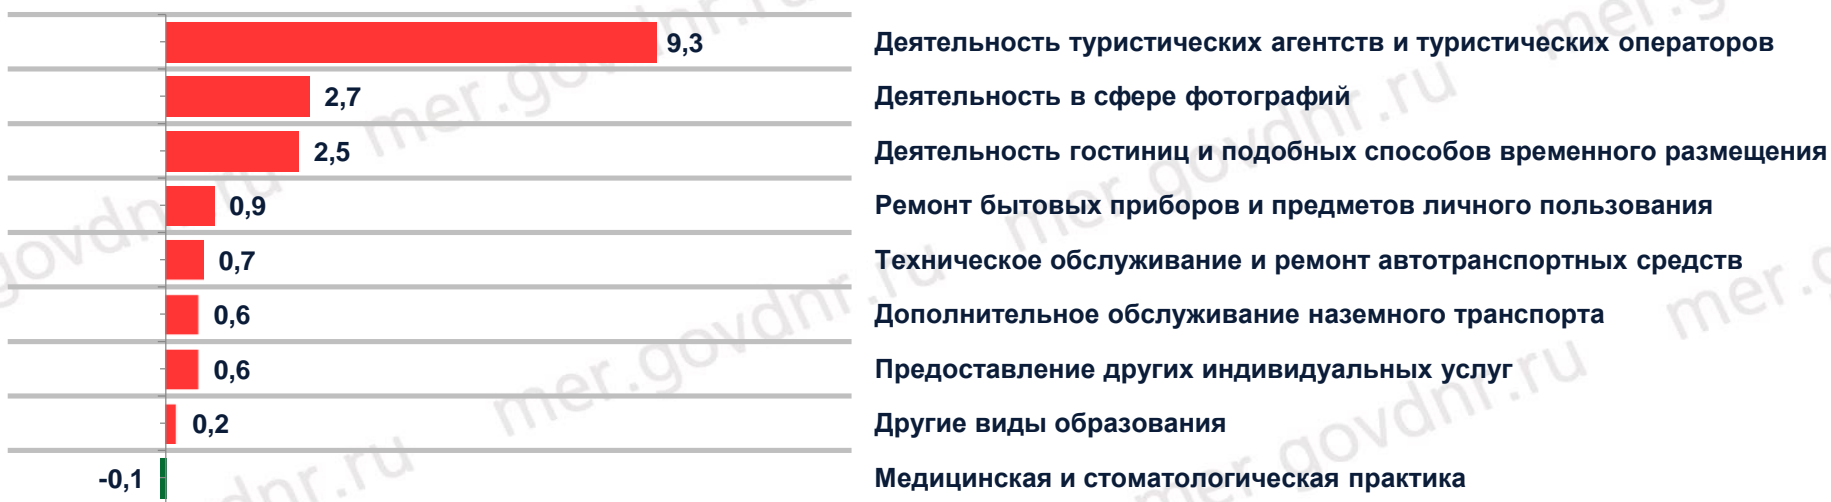 9,3 Деятельность туристических агентств и туристических операторов
2,7 Деятельность в сфере фотографий
2,5 Деятельность гостиниц и подобных способов временного размещения
0,9 Ремонт бытовых приборов и предметов личного пользования
0,7 Техническое обслуживание и ремонт автотранспортных средств
0,6 Дополнительное обслуживание наземного транспорта
0,6 Предоставление других индивидуальных услуг
0,2 Другие виды образования
-0,1 Медицинская и стоматологическая практика
mer.govdnr.ru